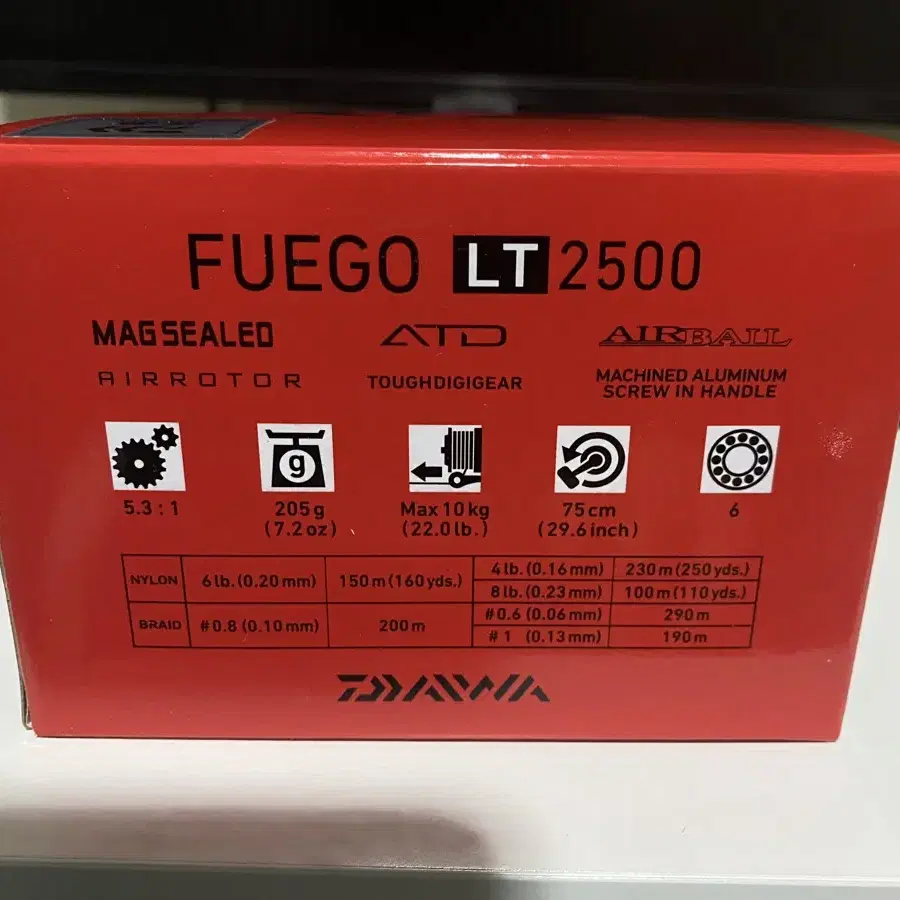 FUEGO LT 2500
MAGSEALED ATD AIRBAIL
AIRROTOR TOUGHDIGIGEAR MACHINED ALUMINUM
SCREW IN HANDLE
g
5.3 : 1 205g Max 10kg 75cm 6
(7.2oz) (22.0lb.) (29.6inch)
NYLON 6lb.(0.20mm) 150m(160yds.) 4lb.(0.16mm) 230m(250yds.)
8lb.(0.23mm) 100m(110yds.)
BRAID #0.8(0.10mm) 200m #0.6(0.06mm) 290m
#1 (0.13mm) 190m
DAIWA